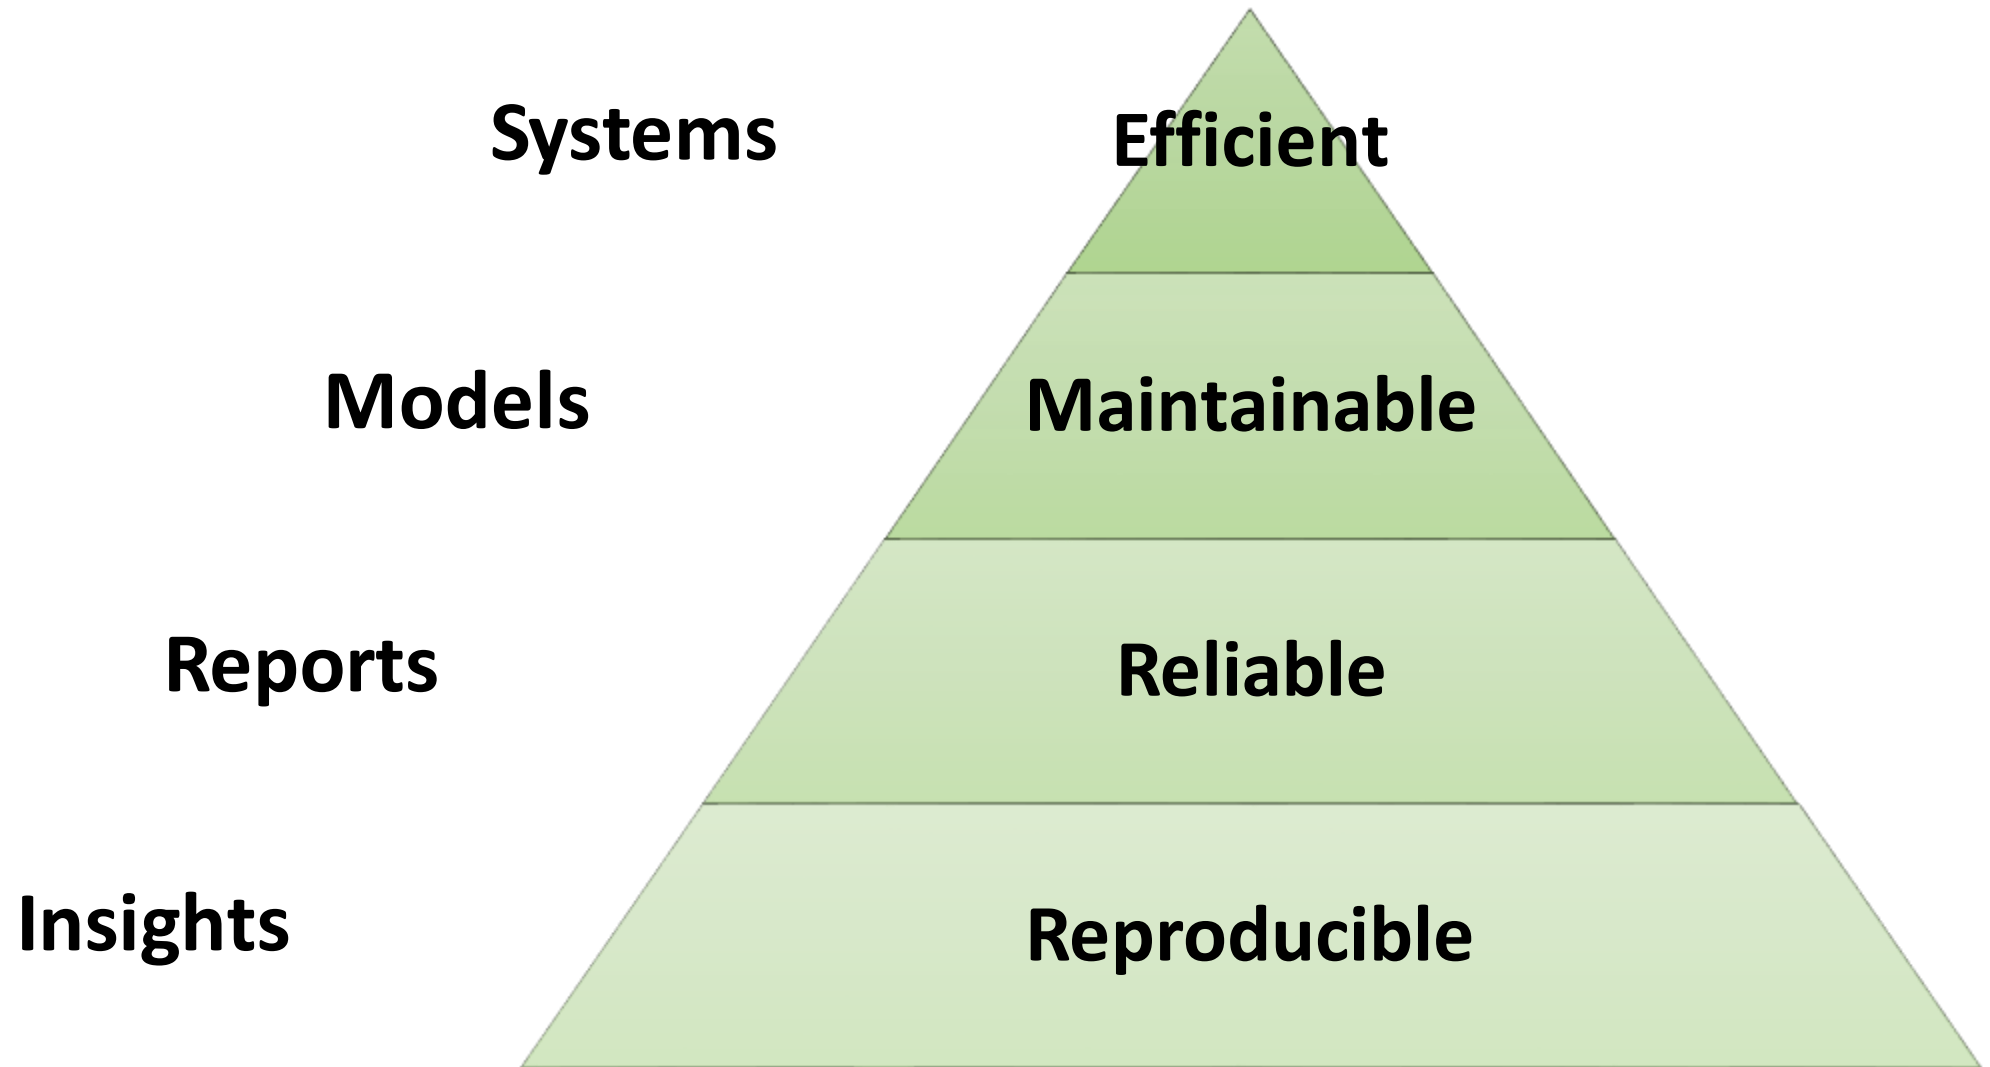 Systems
Efficient
Models
Maintainable
Reports
Reliable
Insights
Reproducible